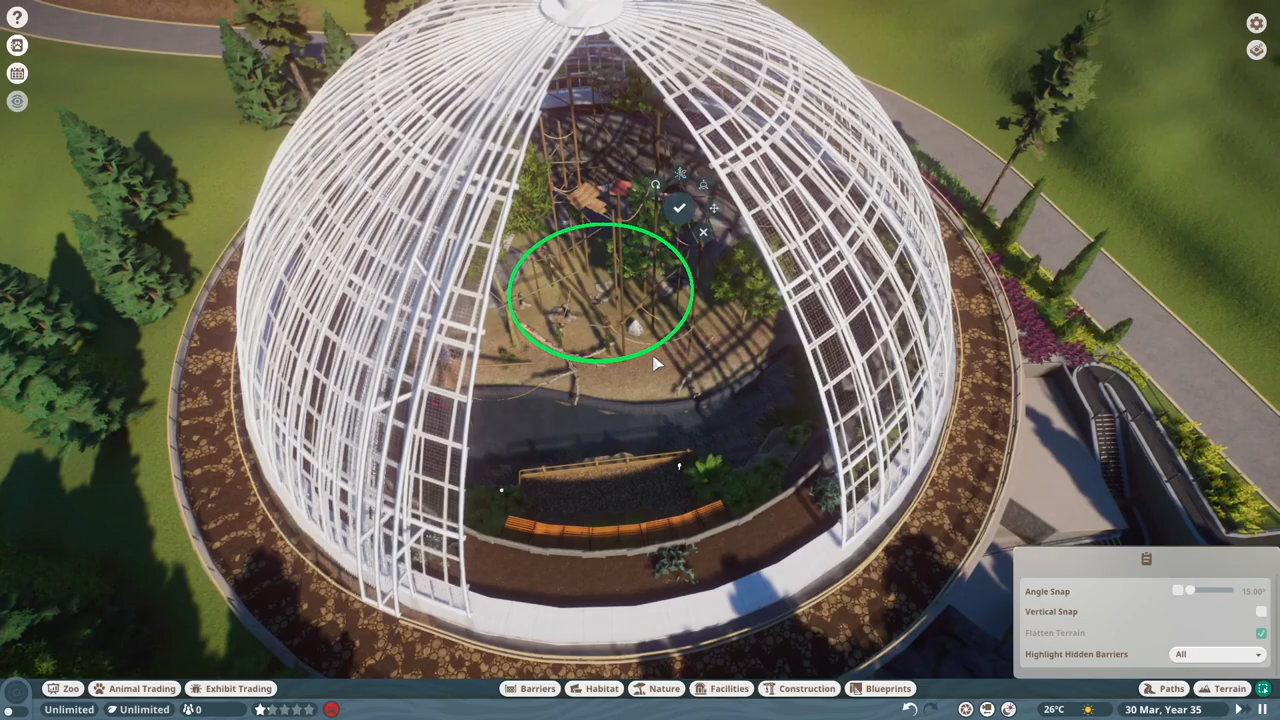 Angle Snap 15.00°
Vertical Snap
Flatten Terrain
Highlight Hidden Barriers All
Zoo Animal Trading Exhibit Trading Barriers Habitat Nature Facilities Construction Blueprints Paths Terrain
Unlimited Unlimited 0 26°C 30 Mar, Year 35